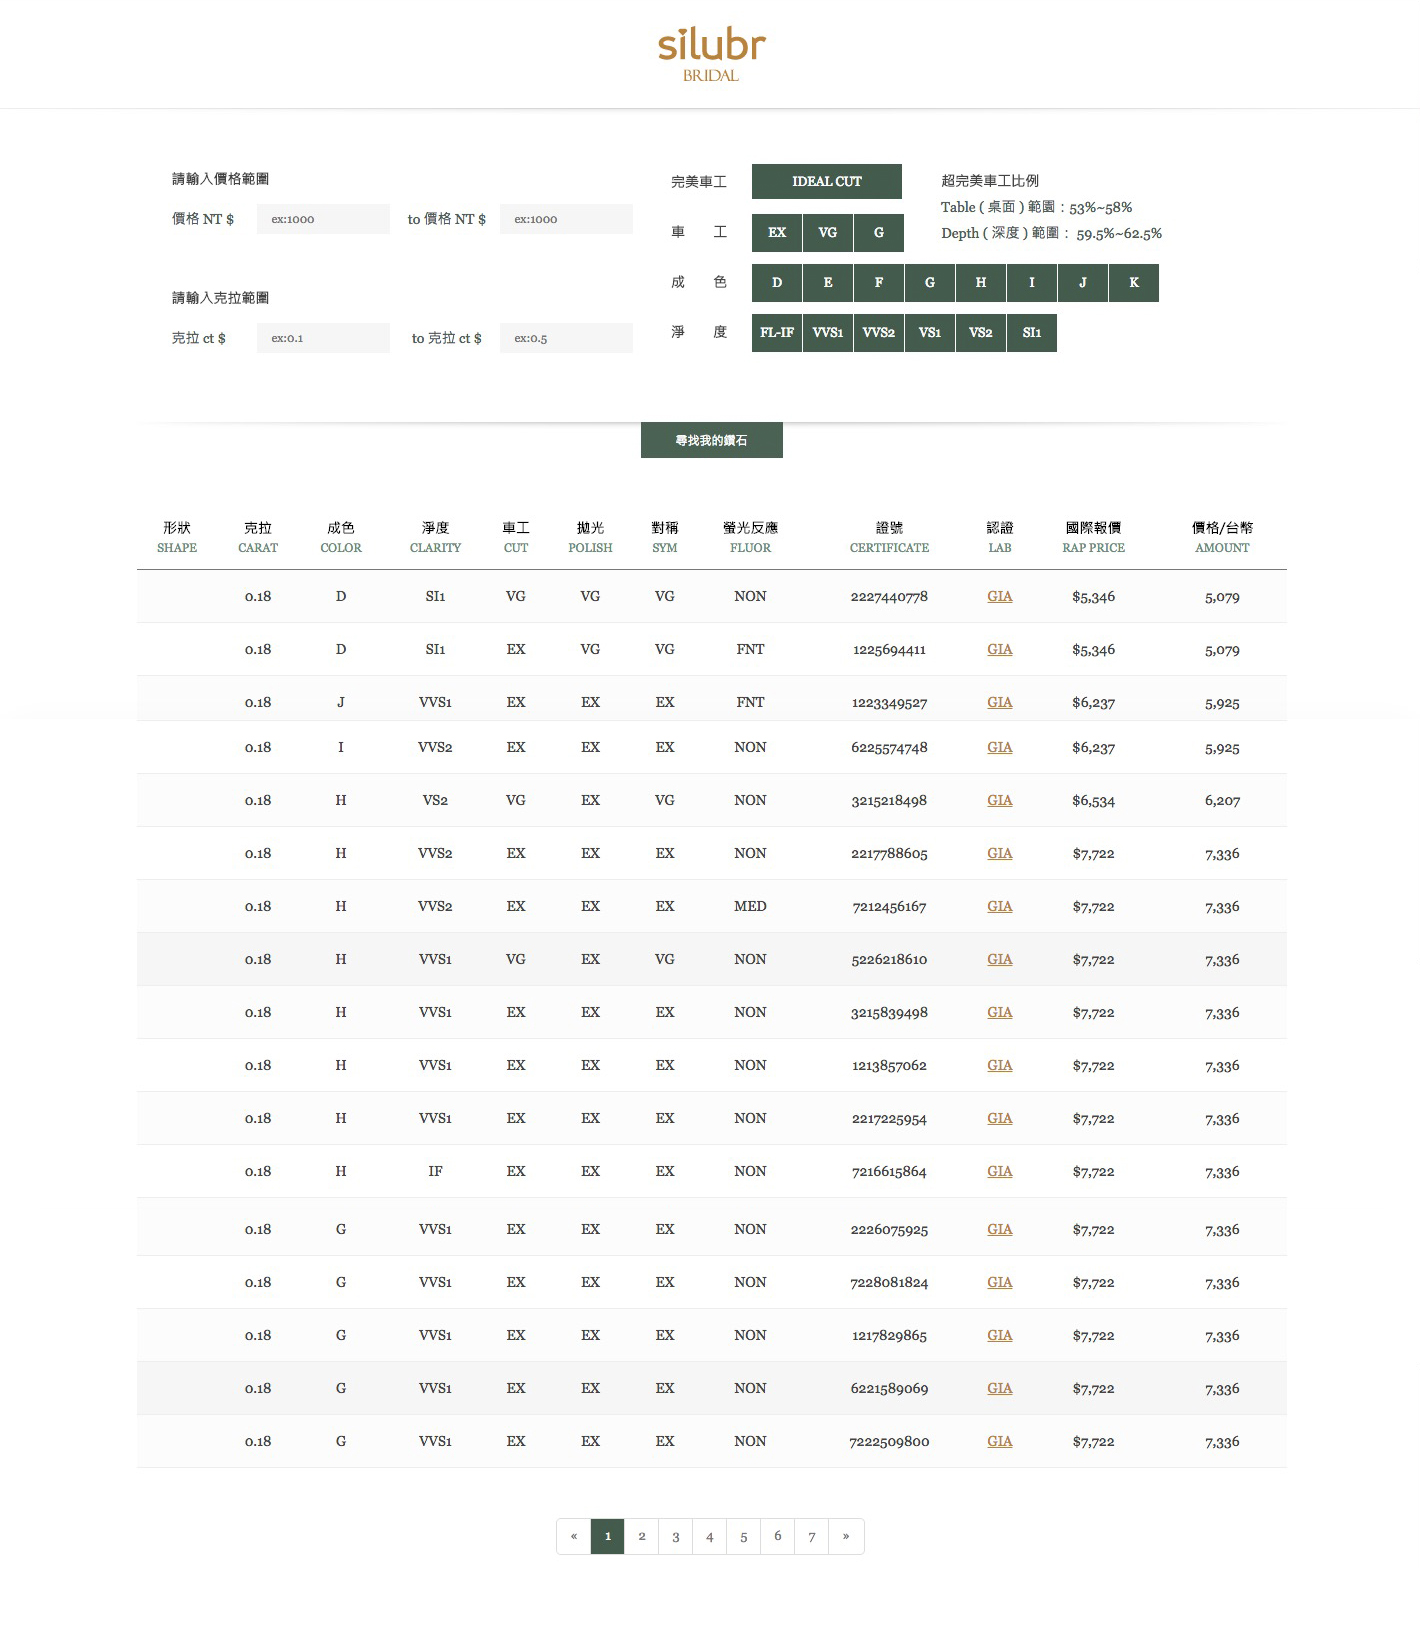 silubr
BRIDAL
請輸入價格範圍
價格 NT $ ex:1000 to 價格 NT $ ex:1000
請輸入克拉範圍
克拉 ct $ ex:0.1 to 克拉 ct $ ex:0.5
完美車工 IDEAL CUT
車 工 EX VG G
成 色 D E F G H I J K
淨 度 FL-IF VVS1 VVS2 VS1 VS2 SI1
超完美車工比例
Table ( 桌面 ) 範圍：53%~58%
Depth ( 深度 ) 範圍： 59.5%~62.5%
尋找我的鑽石
形狀 克拉 成色 淨度 車工 拋光 對稱 螢光反應 證號 認證 國際報價 價格/台幣
SHAPE CARAT COLOR CLARITY CUT POLISH SYM FLUOR CERTIFICATE LAB RAP PRICE AMOUNT
0.18 D SI1 VG VG VG NON 2227440778 GIA $5,346 5,079
0.18 D SI1 EX VG VG FNT 1225694411 GIA $5,346 5,079
0.18 J VVS1 EX EX EX FNT 1223349527 GIA $6,237 5,925
0.18 I VVS2 EX EX EX NON 6225574748 GIA $6,237 5,925
0.18 H VS2 VG EX VG NON 3215218498 GIA $6,534 6,207
0.18 H VVS2 EX EX EX NON 2217788605 GIA $7,722 7,336
0.18 H VVS2 EX EX EX MED 7212456167 GIA $7,722 7,336
0.18 H VVS1 VG EX VG NON 5226218610 GIA $7,722 7,336
0.18 H VVS1 EX EX EX NON 3215839498 GIA $7,722 7,336
0.18 H VVS1 EX EX EX NON 1213857062 GIA $7,722 7,336
0.18 H VVS1 EX EX EX NON 2217225954 GIA $7,722 7,336
0.18 H IF EX EX EX NON 7216615864 GIA $7,722 7,336
0.18 G VVS1 EX EX EX NON 2226075925 GIA $7,722 7,336
0.18 G VVS1 EX EX EX NON 7228081824 GIA $7,722 7,336
0.18 G VVS1 EX EX EX NON 1217829865 GIA $7,722 7,336
0.18 G VVS1 EX EX EX NON 6221589069 GIA $7,722 7,336
0.18 G VVS1 EX EX EX NON 7222509800 GIA $7,722 7,336
« 1 2 3 4 5 6 7 »